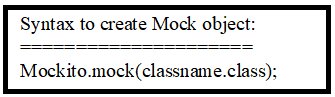 Syntax to create Mock object:
=====================
Mockito.mock(classname.class);